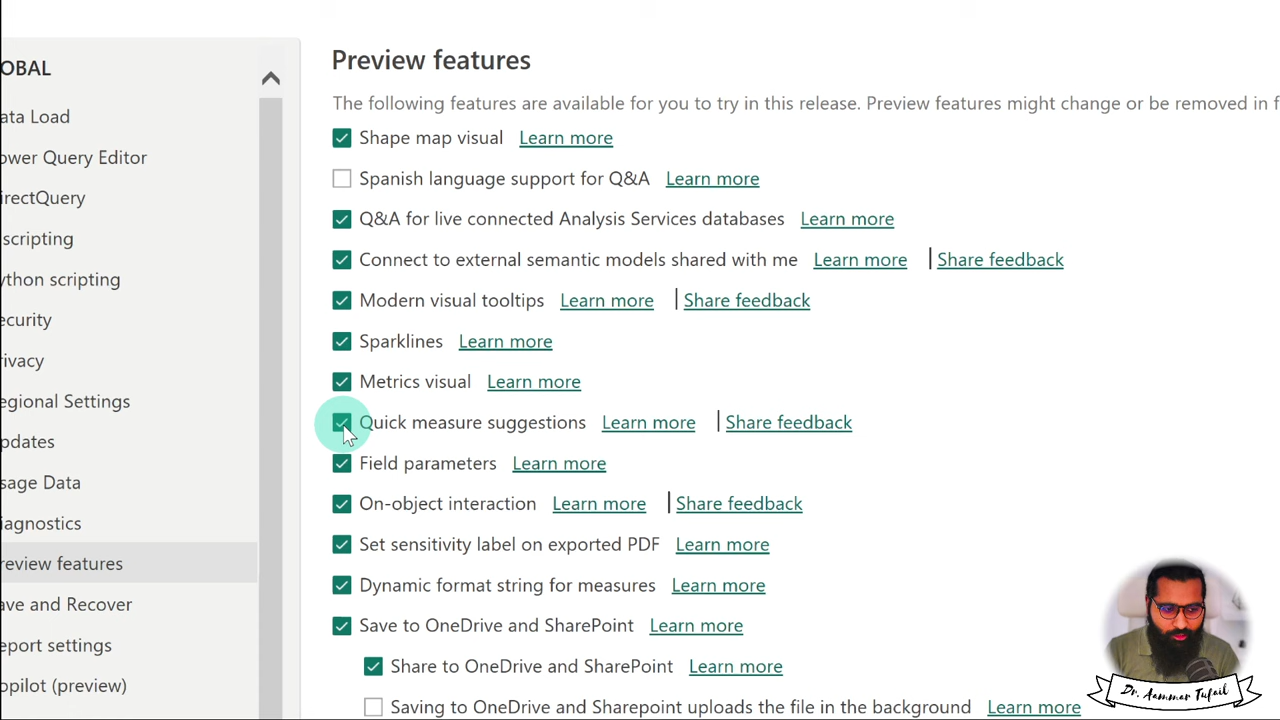 OBAL
ata Load
ower Query Editor
irectQuery
scripting
ython scripting
ecurity
rivacy
egional Settings
pdates
sage Data
iagnostics
review features
ave and Recover
eport settings
opilot (preview)
Preview features
The following features are available for you to try in this release. Preview features might change or be removed in f
Shape map visual Learn more
Spanish language support for Q&A Learn more
Q&A for live connected Analysis Services databases Learn more
Connect to external semantic models shared with me Learn more | Share feedback
Modern visual tooltips Learn more | Share feedback
Sparklines Learn more
Metrics visual Learn more
Quick measure suggestions Learn more | Share feedback
Field parameters Learn more
On-object interaction Learn more | Share feedback
Set sensitivity label on exported PDF Learn more
Dynamic format string for measures Learn more
Save to OneDrive and SharePoint Learn more
Share to OneDrive and SharePoint Learn more
Saving to OneDrive and Sharepoint uploads the file in the background Learn more
Dr. Aammar Tufail